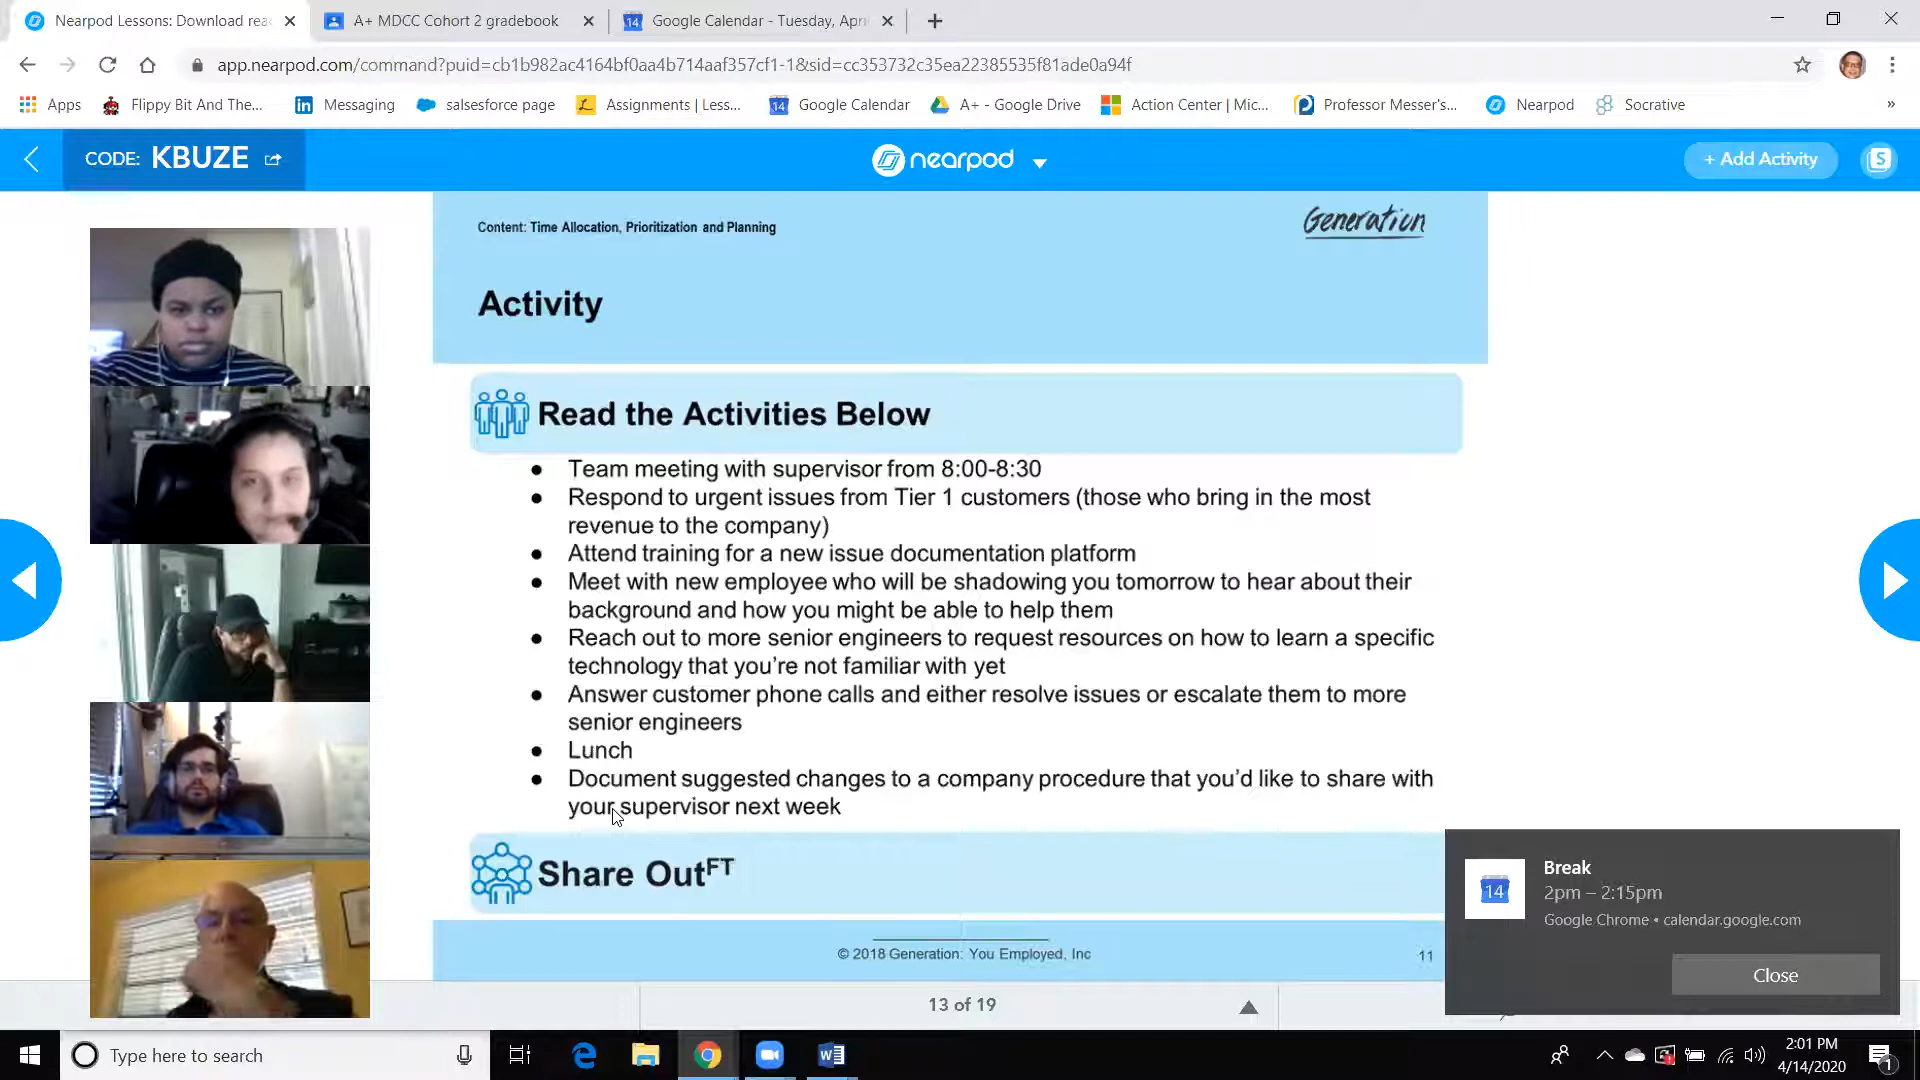 Nearpod Lessons: Download rea
A+ MDCC Cohort 2 gradebook
14
Google Calendar - Tuesday, Apri
app.nearpod.com/command?puid=cb1b982ac4164bf0aa4b714aaf357cf1-1&sid=cc353732c35ea22385535f81ade0a94f
Apps
Flippy Bit And The...
in
Messaging
salsesforce page
Assignments | Less...
14
Google Calendar
A+ - Google Drive
Action Center | Mic...
Professor Messer's...
Nearpod
Socrative
»
CODE: KBUZE
nearpod
+ Add Activity
S
Content: Time Allocation, Prioritization and Planning
Generation
Activity
Read the Activities Below
● Team meeting with supervisor from 8:00-8:30
● Respond to urgent issues from Tier 1 customers (those who bring in the most
revenue to the company)
● Attend training for a new issue documentation platform
● Meet with new employee who will be shadowing you tomorrow to hear about their
background and how you might be able to help them
● Reach out to more senior engineers to request resources on how to learn a specific
technology that you're not familiar with yet
● Answer customer phone calls and either resolve issues or escalate them to more
senior engineers
● Lunch
● Document suggested changes to a company procedure that you'd like to share with
your supervisor next week
Share OutFT
© 2018 Generation: You Employed, Inc
11
13 of 19
14
Break
2pm – 2:15pm
Google Chrome • calendar.google.com
Close
Type here to search
2:01 PM
4/14/2020
1